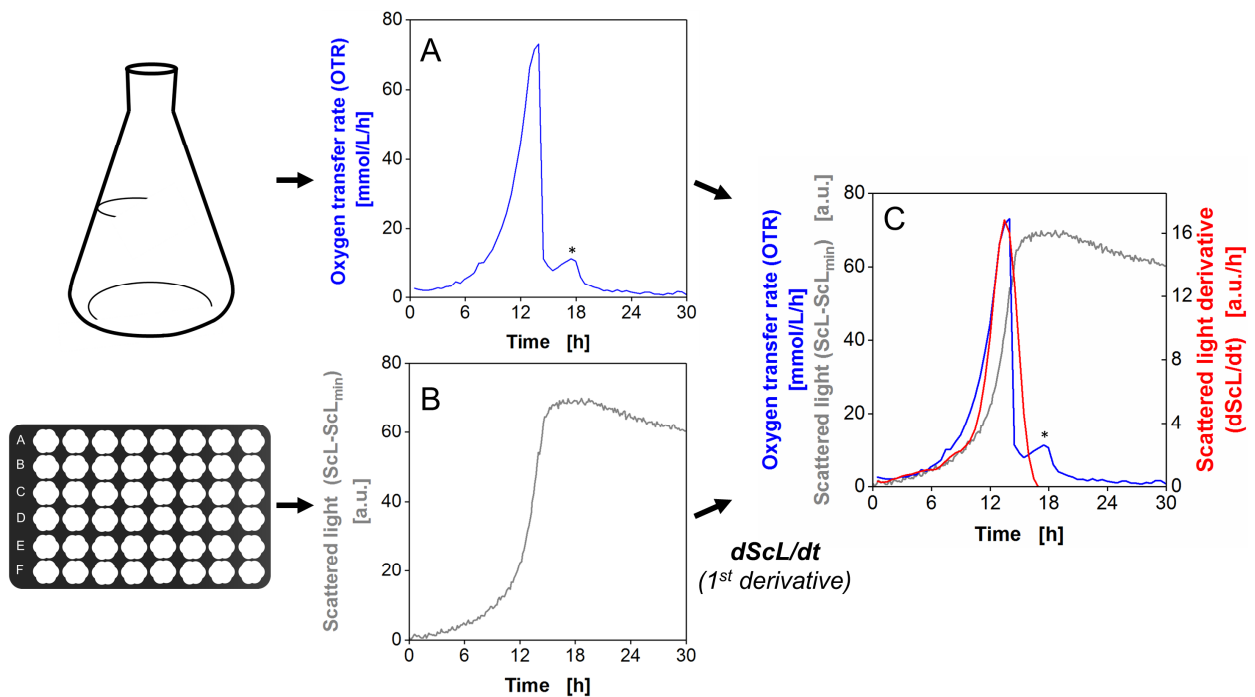 A
Oxygen transfer rate (OTR)
[mmol/L/h]
80
60
40
20
0
*
0 6 12 18 24 30
Time [h]
A
B
C
D
E
F
B
Scattered light (ScL-ScLmin)
[a.u.]
80
60
40
20
0
0 6 12 18 24 30
Time [h]
dScL/dt
(1st derivative)
C
Oxygen transfer rate (OTR)
[mmol/L/h]
Scattered light (ScL-ScLmin) [a.u.]
80
60
40
20
0
*
0 6 12 18 24 30
Time [h]
16
12
8
4
0
Scattered light derivative
(dScL/dt) [a.u./h]